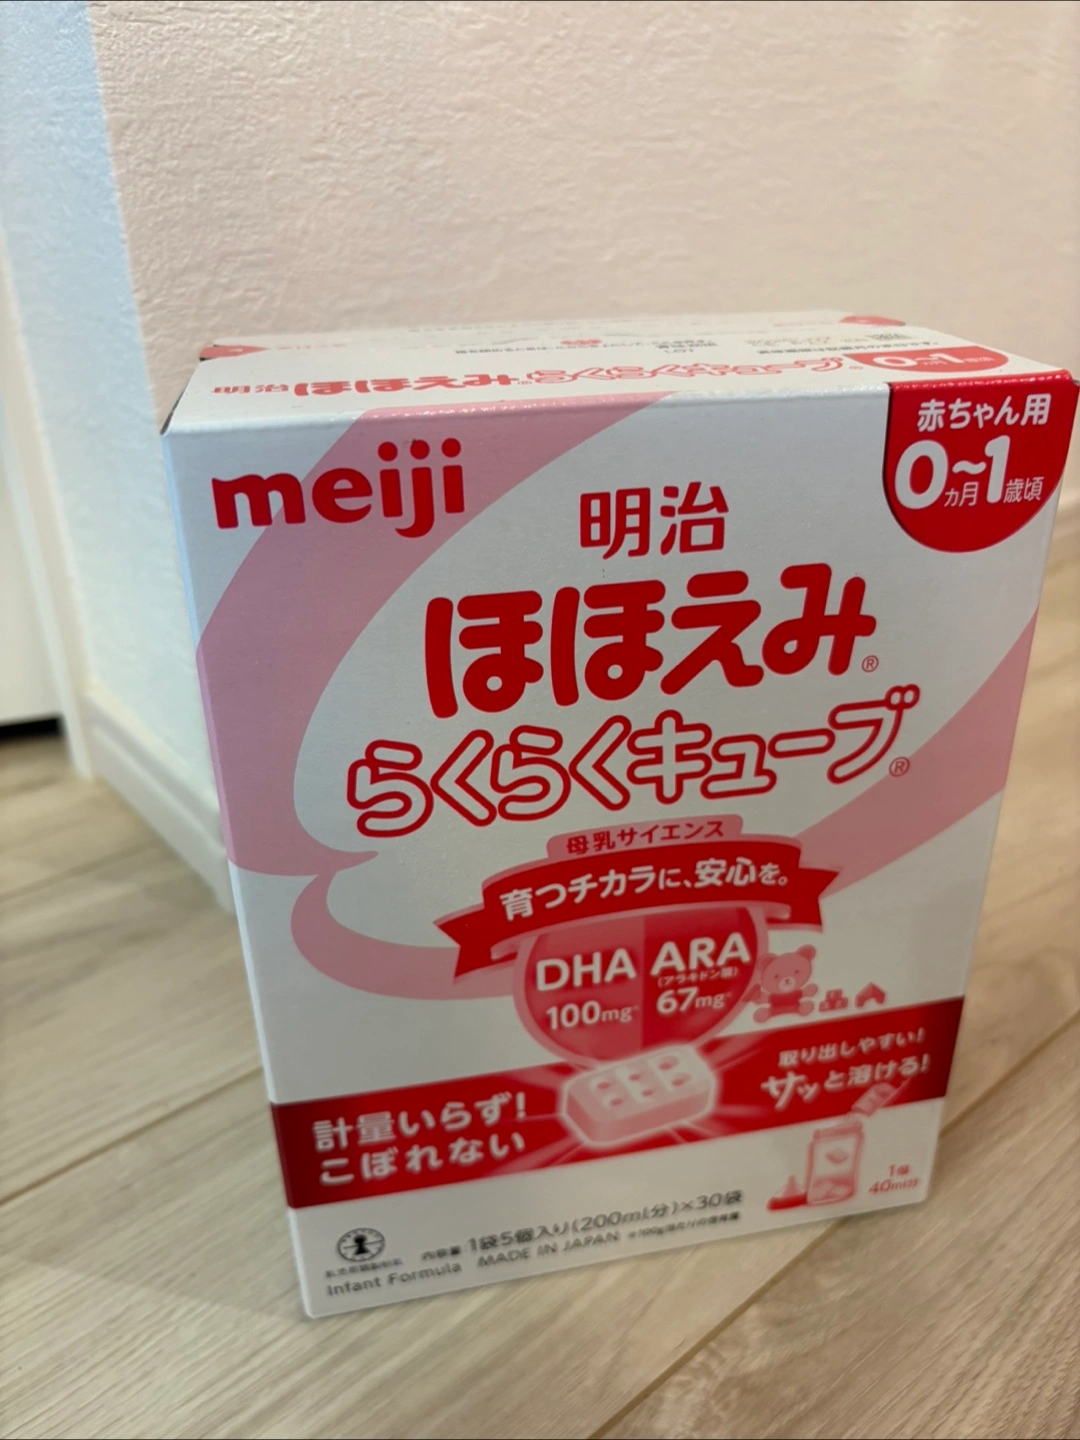 明治ほほえみ® らくらくキューブ®
0カ月~1歳頃
meiji
赤ちゃん用
0カ月~1歳頃
明治
ほほえみ®
らくらくキューブ®
母乳サイエンス
育つチカラに、安心を。
DHA ARA
(アラキドン酸)
100mg 67mg
取り出しやすい!
サッと溶ける!
計量いらず!
こぼれない
1個
40ml分
内容量 1袋5個入り(200ml分)×30袋
Infant Formula MADE IN JAPAN